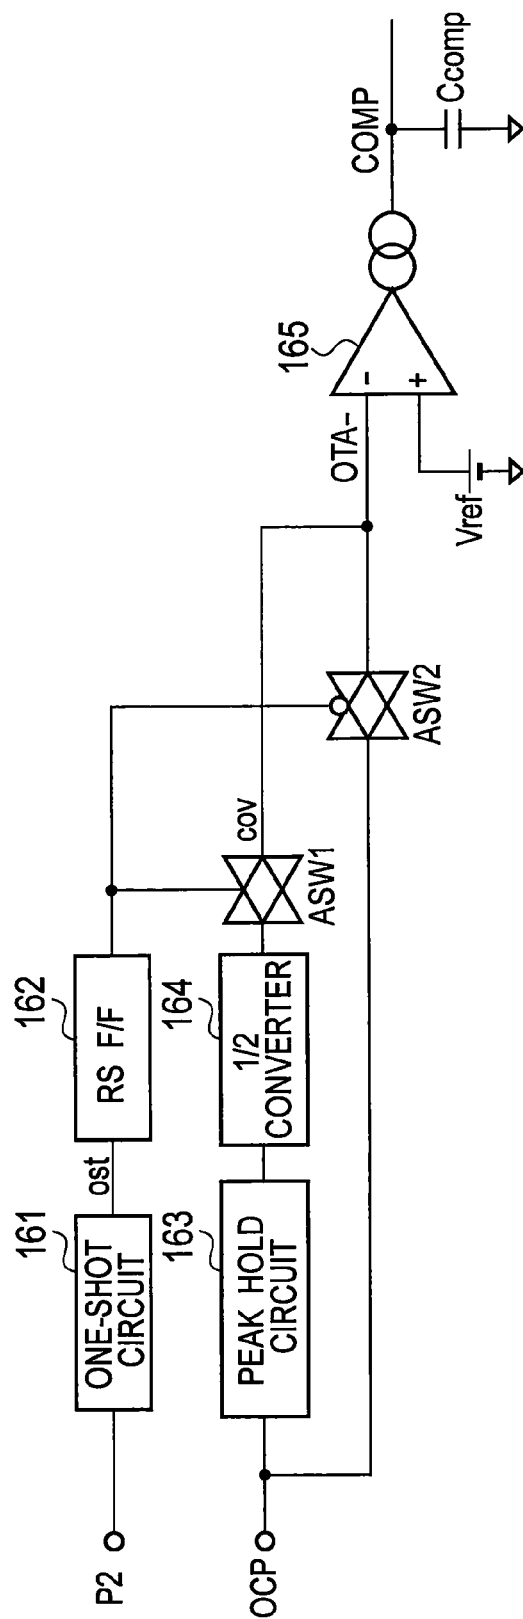 P2
161
ONE-SHOT
CIRCUIT
ost
162
RS F/F
OCP
163
PEAK HOLD
CIRCUIT
164
1/2
CONVERTER
ASW1
cov
ASW2
OTA-
165
-
+
Vref
COMP
Ccomp